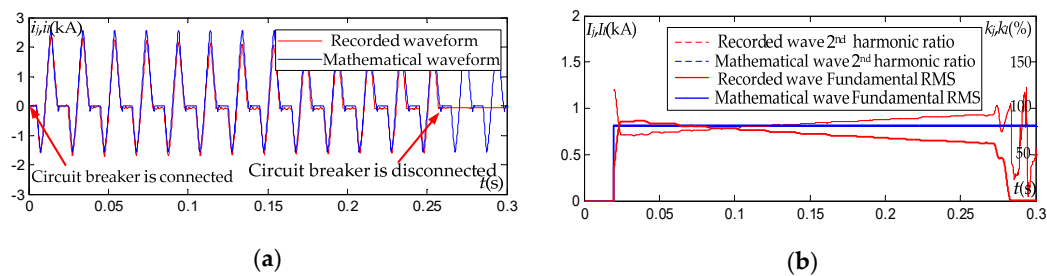 i_j,i_l(kA)
3
2
1
0
-1
-2
-3
Recorded waveform
Mathematical waveform
Circuit breaker is connected
Circuit breaker is disconnected
t(s)
0 0.05 0.1 0.15 0.2 0.25 0.3
(a)
I_j,I_l(kA)
k_j,k_l(%)
2
1.5
1
0.5
0
150
100
50
Recorded wave 2nd harmonic ratio
Mathematical wave 2nd harmonic ratio
Recorded wave Fundamental RMS
Mathematical wave Fundamental RMS
t(s)
0 0.05 0.1 0.15 0.2 0.25 0.3
(b)